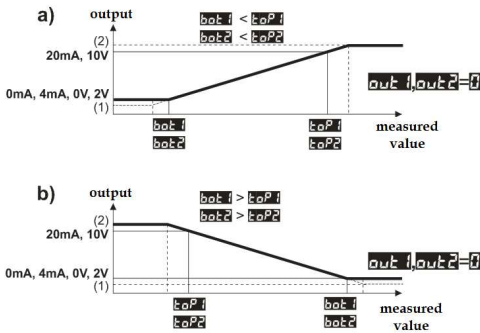 a) output
bot1 < toP1
bot2 < toP2
(2)
20mA, 10V
out1,out2=0
0mA, 4mA, 0V, 2V
(1)
bot1 toP1 measured
bot2 toP2 value
b) output
bot1 > toP1
bot2 > toP2
(2)
20mA, 10V
out1,out2=0
0mA, 4mA, 0V, 2V
(1)
toP1 bot1 measured
toP2 bot2 value